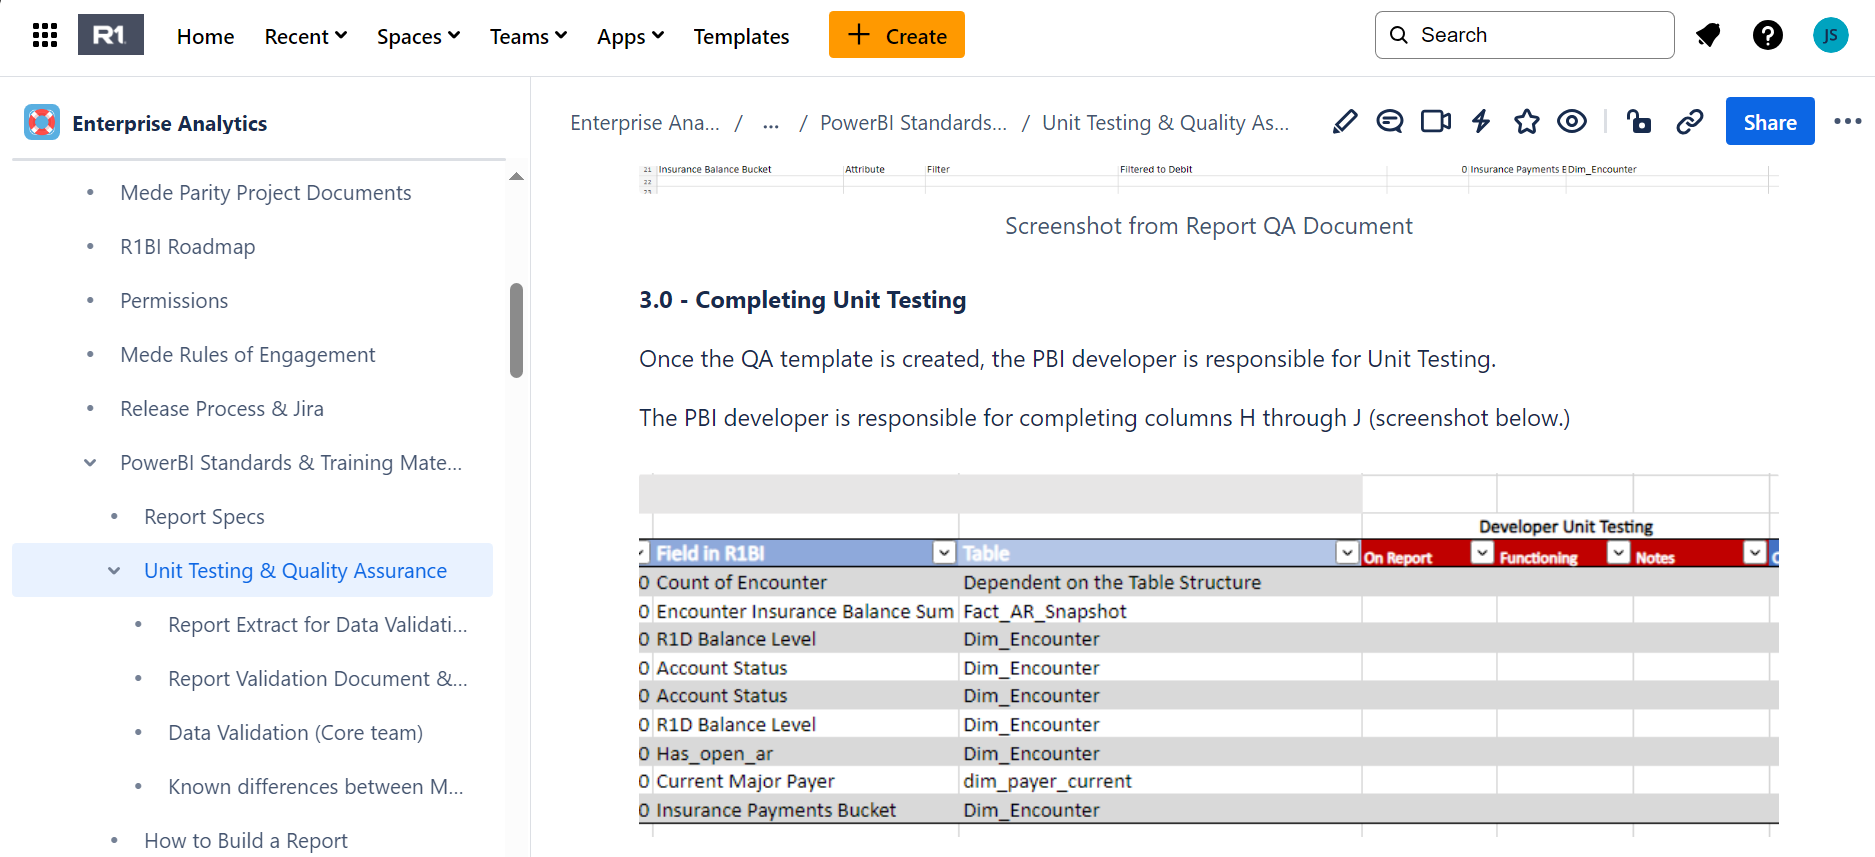 R1 Home Recent Spaces Teams Apps Templates + Create Search JS
Enterprise Analytics
Mede Parity Project Documents
R1BI Roadmap
Permissions
Mede Rules of Engagement
Release Process & Jira
PowerBI Standards & Training Mate...
Report Specs
Unit Testing & Quality Assurance
Report Extract for Data Validati...
Report Validation Document &...
Data Validation (Core team)
Known differences between M...
How to Build a Report
Enterprise Ana... / ... / PowerBI Standards... / Unit Testing & Quality As... Share
21 Insurance Balance Bucket Attribute Filter Filtered to Debit 0 Insurance Payments E Dim_Encounter
22
23
Screenshot from Report QA Document
3.0 - Completing Unit Testing
Once the QA template is created, the PBI developer is responsible for Unit Testing.
The PBI developer is responsible for completing columns H through J (screenshot below.)
Developer Unit Testing
Field in R1BI Table On Report Functioning Notes
0 Count of Encounter Dependent on the Table Structure
0 Encounter Insurance Balance Sum Fact_AR_Snapshot
0 R1D Balance Level Dim_Encounter
0 Account Status Dim_Encounter
0 Account Status Dim_Encounter
0 R1D Balance Level Dim_Encounter
0 Has_open_ar Dim_Encounter
0 Current Major Payer dim_payer_current
0 Insurance Payments Bucket Dim_Encounter